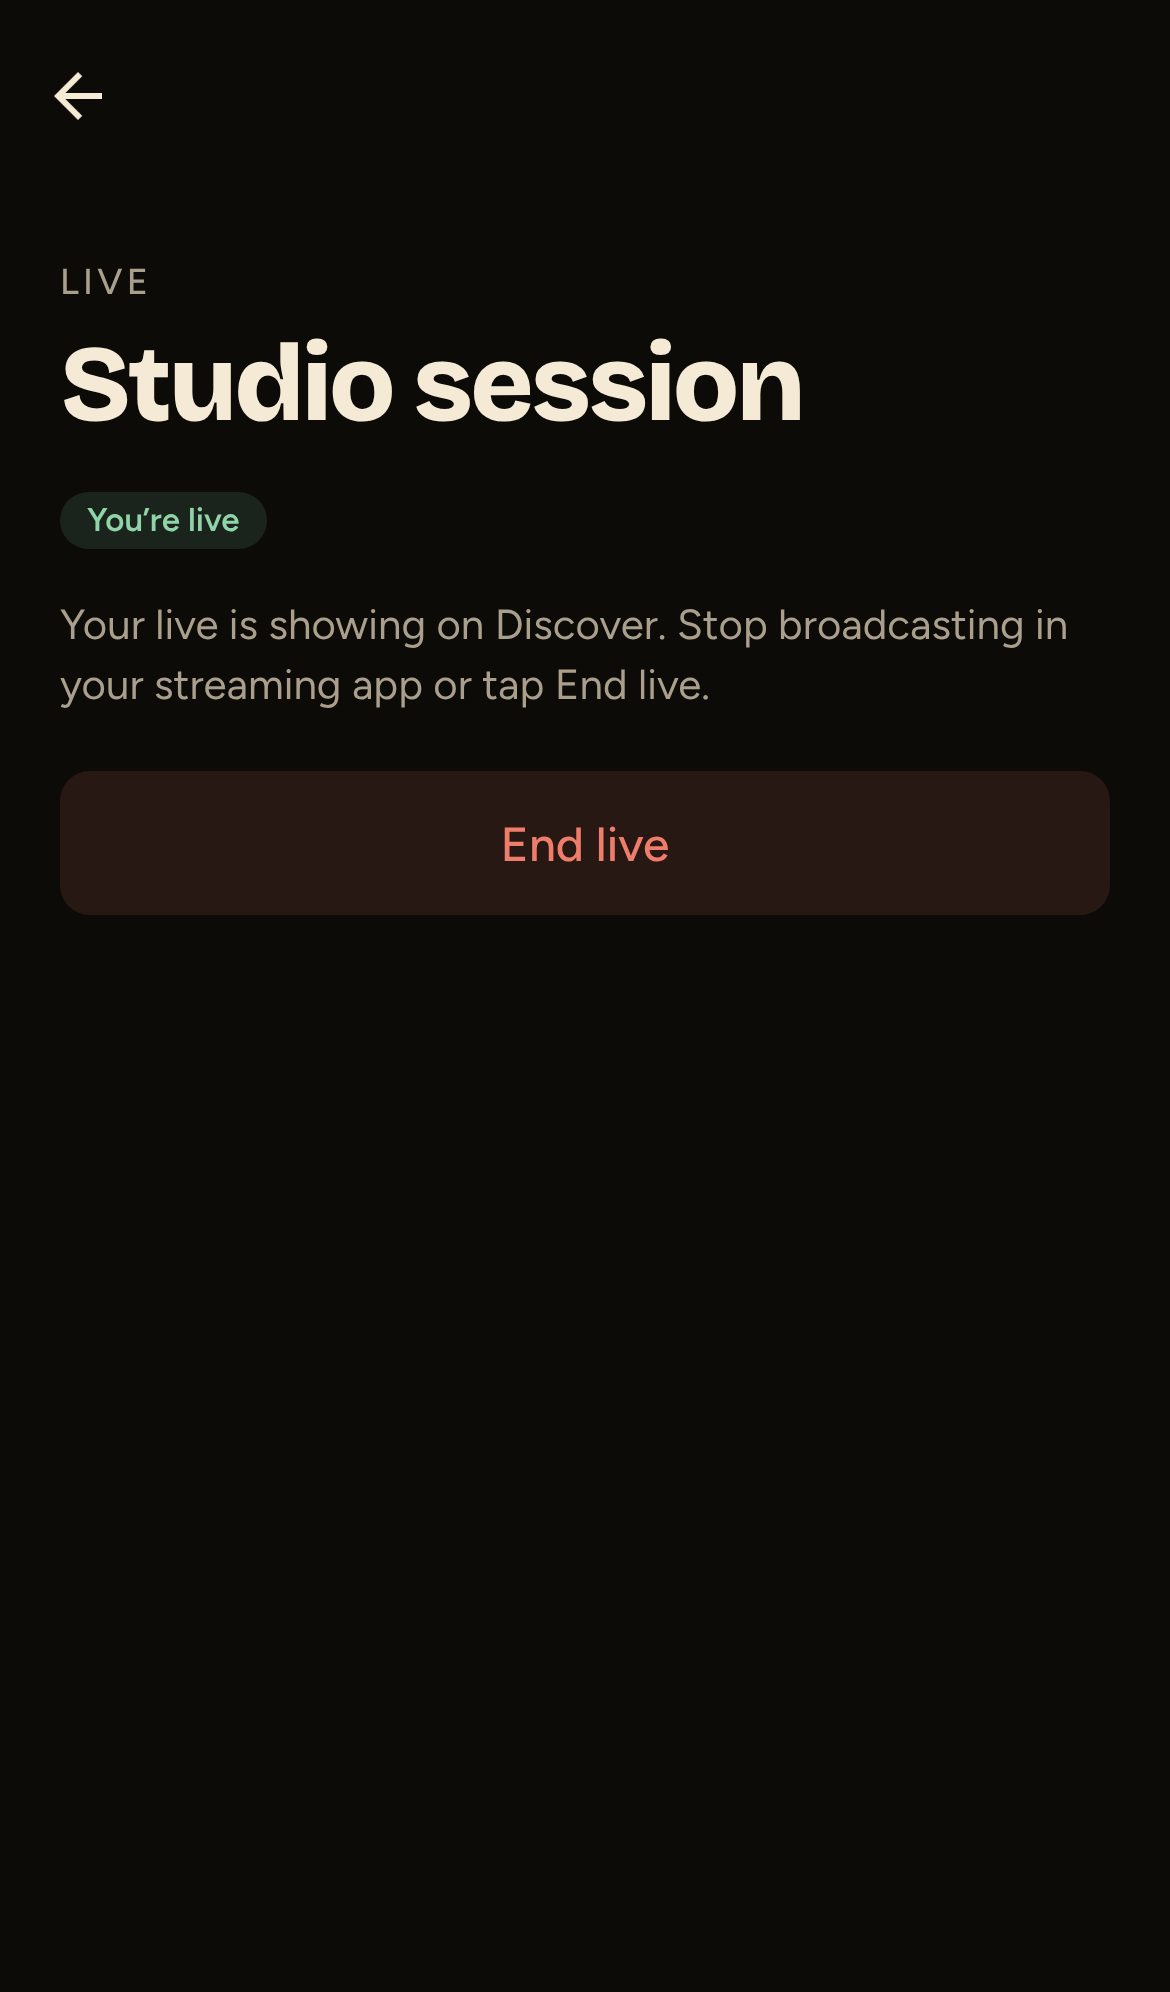 LIVE
Studio session
You’re live
Your live is showing on Discover. Stop broadcasting in
your streaming app or tap End live.
End live